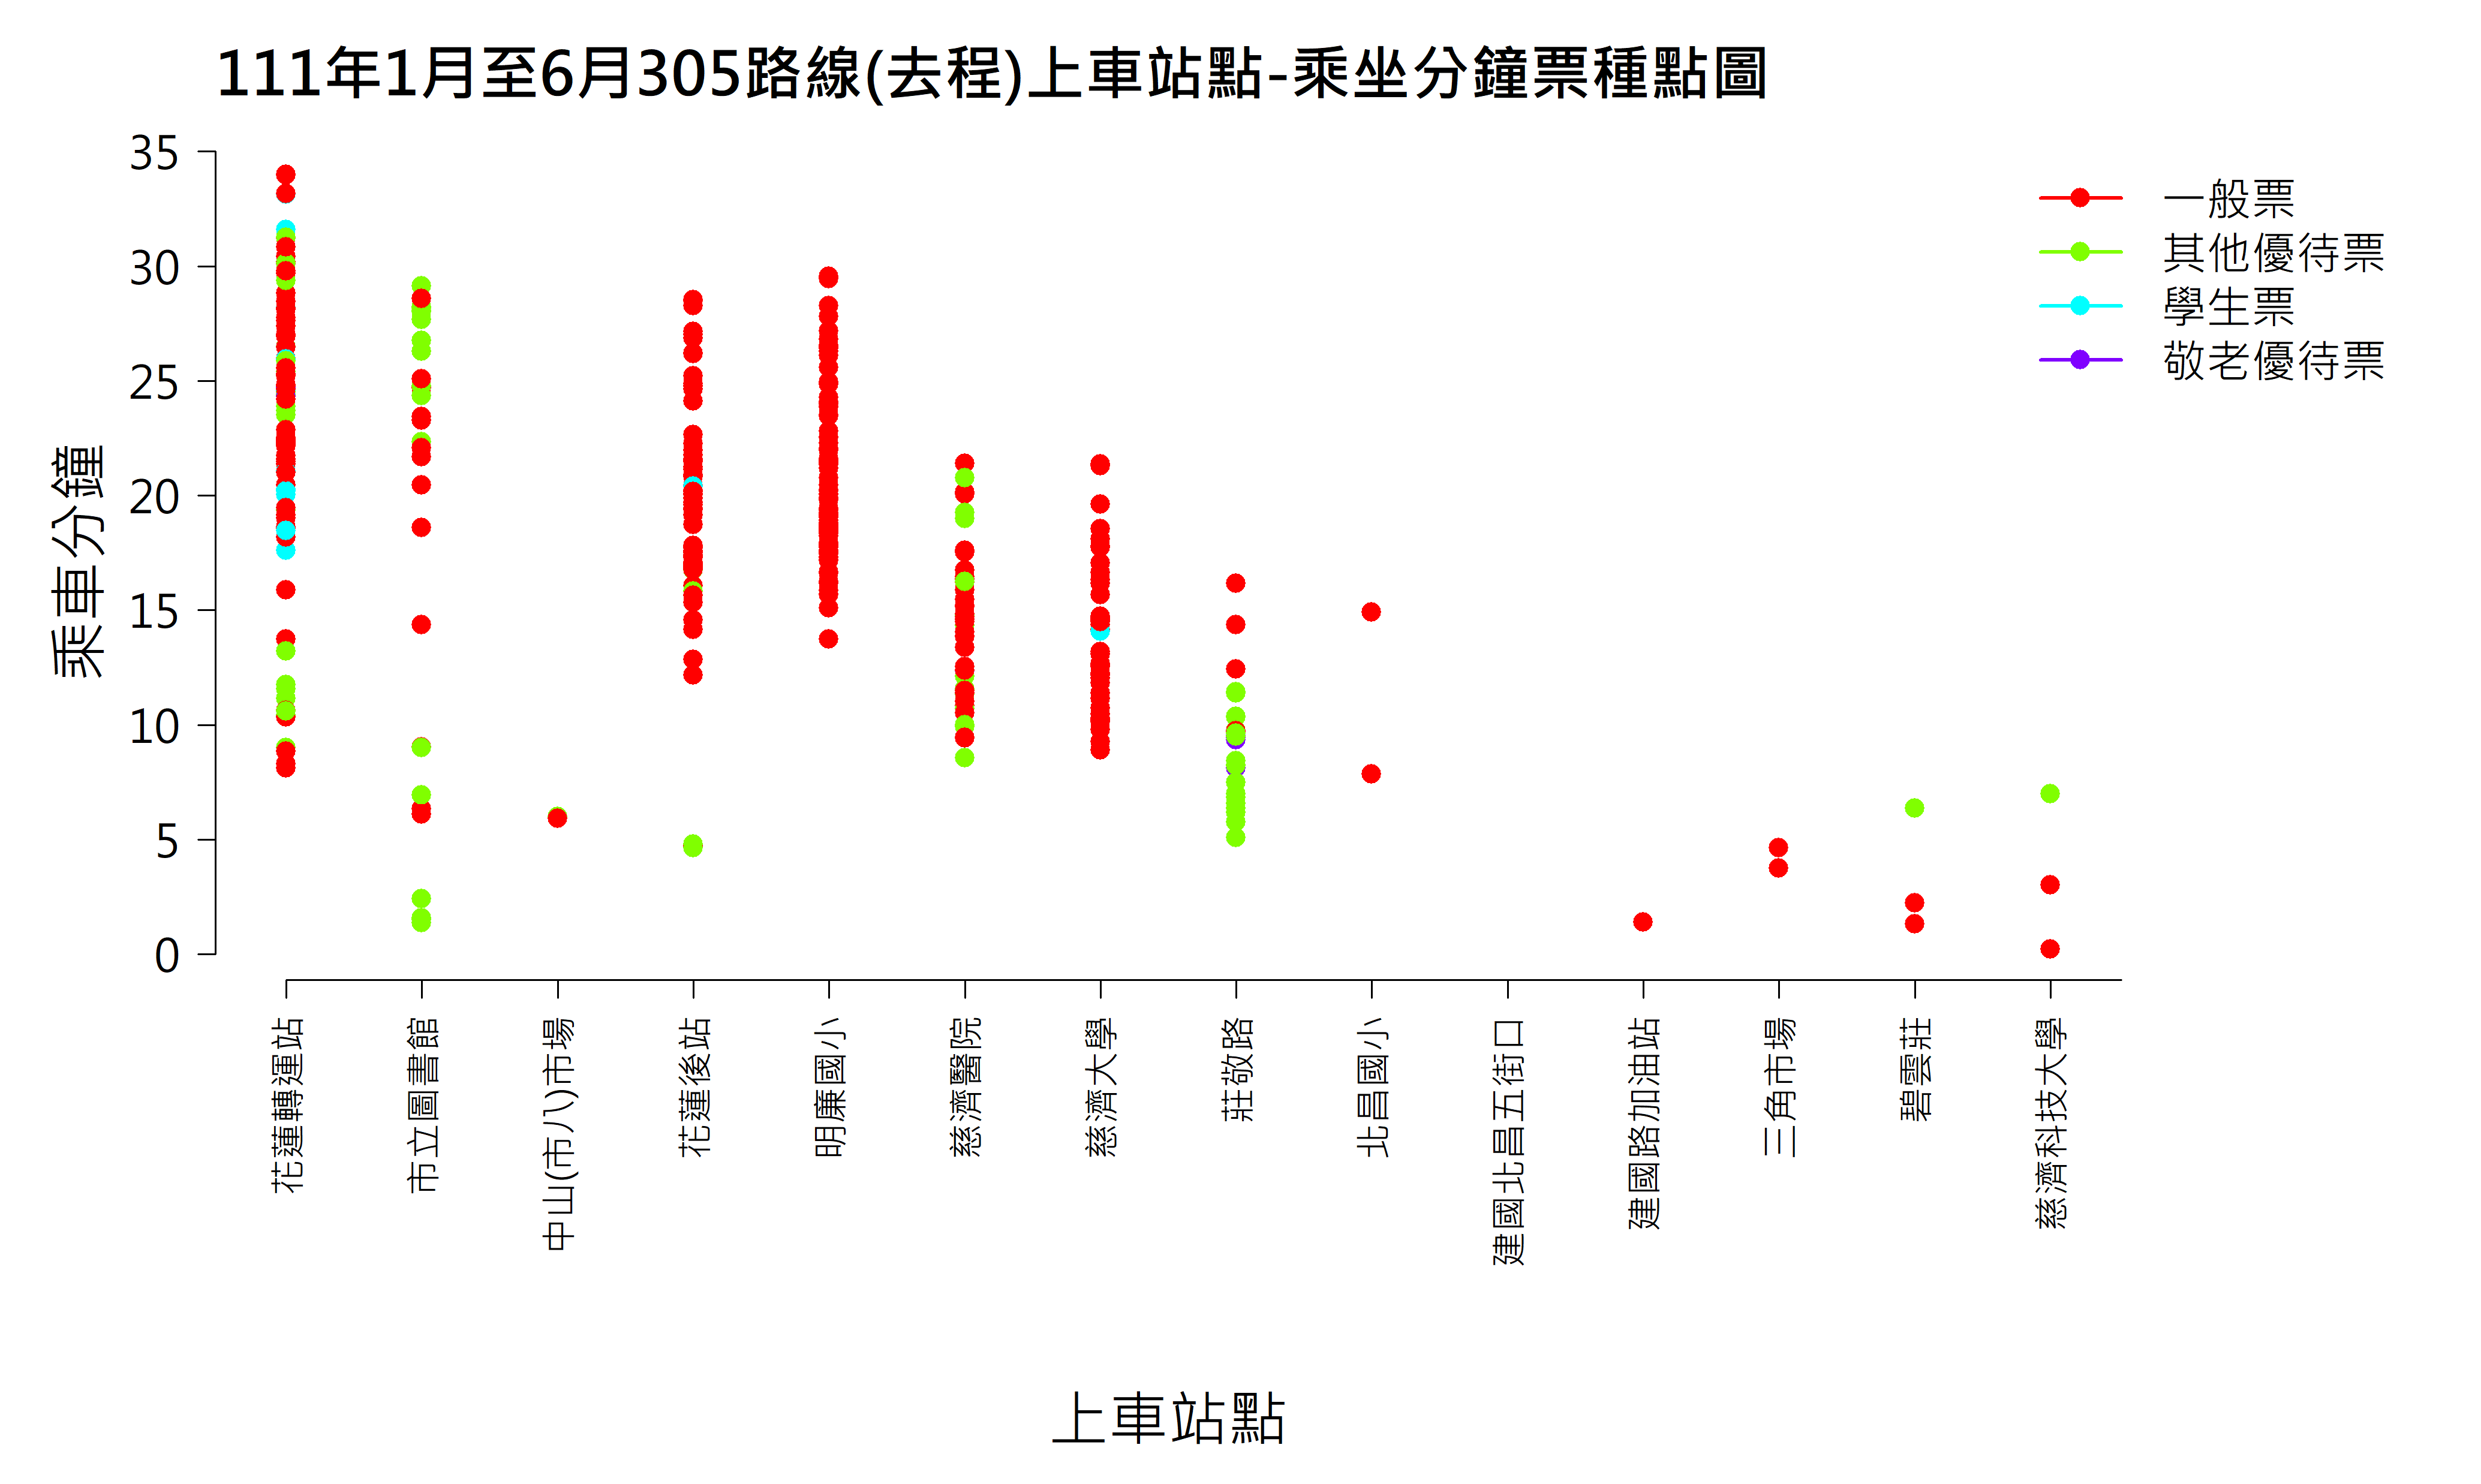 111年1月至6月305路線(去程)上車站點-乘坐分鐘票種點圖
35
30
25
20
15
10
5
0
乘車分鐘
一般票
其他優待票
學生票
敬老優待票
花蓮轉運站
市立圖書館
中山(市八)市場
花蓮後站
明廉國小
慈濟醫院
慈濟大學
莊敬路
北昌國小
建國北昌五街口
建國路加油站
三角市場
碧雲莊
慈濟科技大學
上車站點